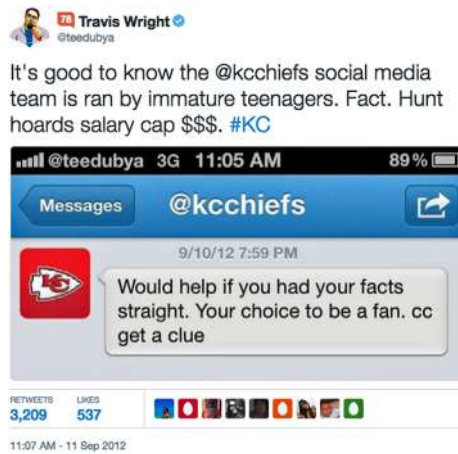 78 Travis Wright
@teedubya
It's good to know the @kcchiefs social media
team is ran by immature teenagers. Fact. Hunt
hoards salary cap $$$. #KC
@teedubya 3G 11:05 AM 89%
Messages @kcchiefs
9/10/12 7:59 PM
KC
Would help if you had your facts
straight. Your choice to be a fan. cc
get a clue
RETWEETS LIKES
3,209 537
11:07 AM - 11 Sep 2012